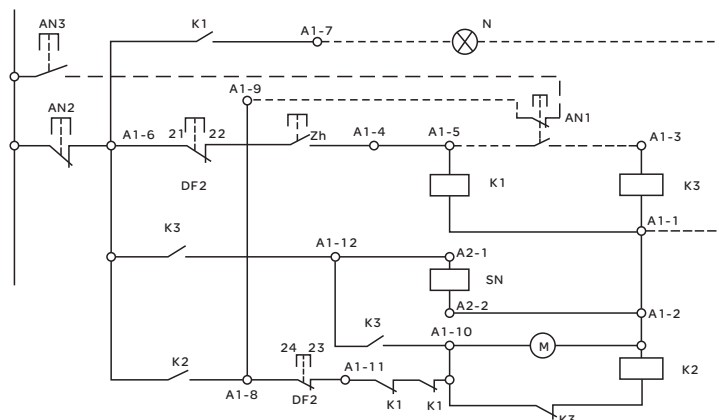 K1
A1-7
N
AN3
A1-9
AN1
AN2
A1-6
21
22
Zh
A1-4
A1-5
A1-3
DF2
K1
K3
A1-1
K3
A1-12
A2-1
SN
A2-2
A1-2
K3
A1-10
M
K2
24
23
A1-11
K2
A1-8
DF2
K1
K1
K3